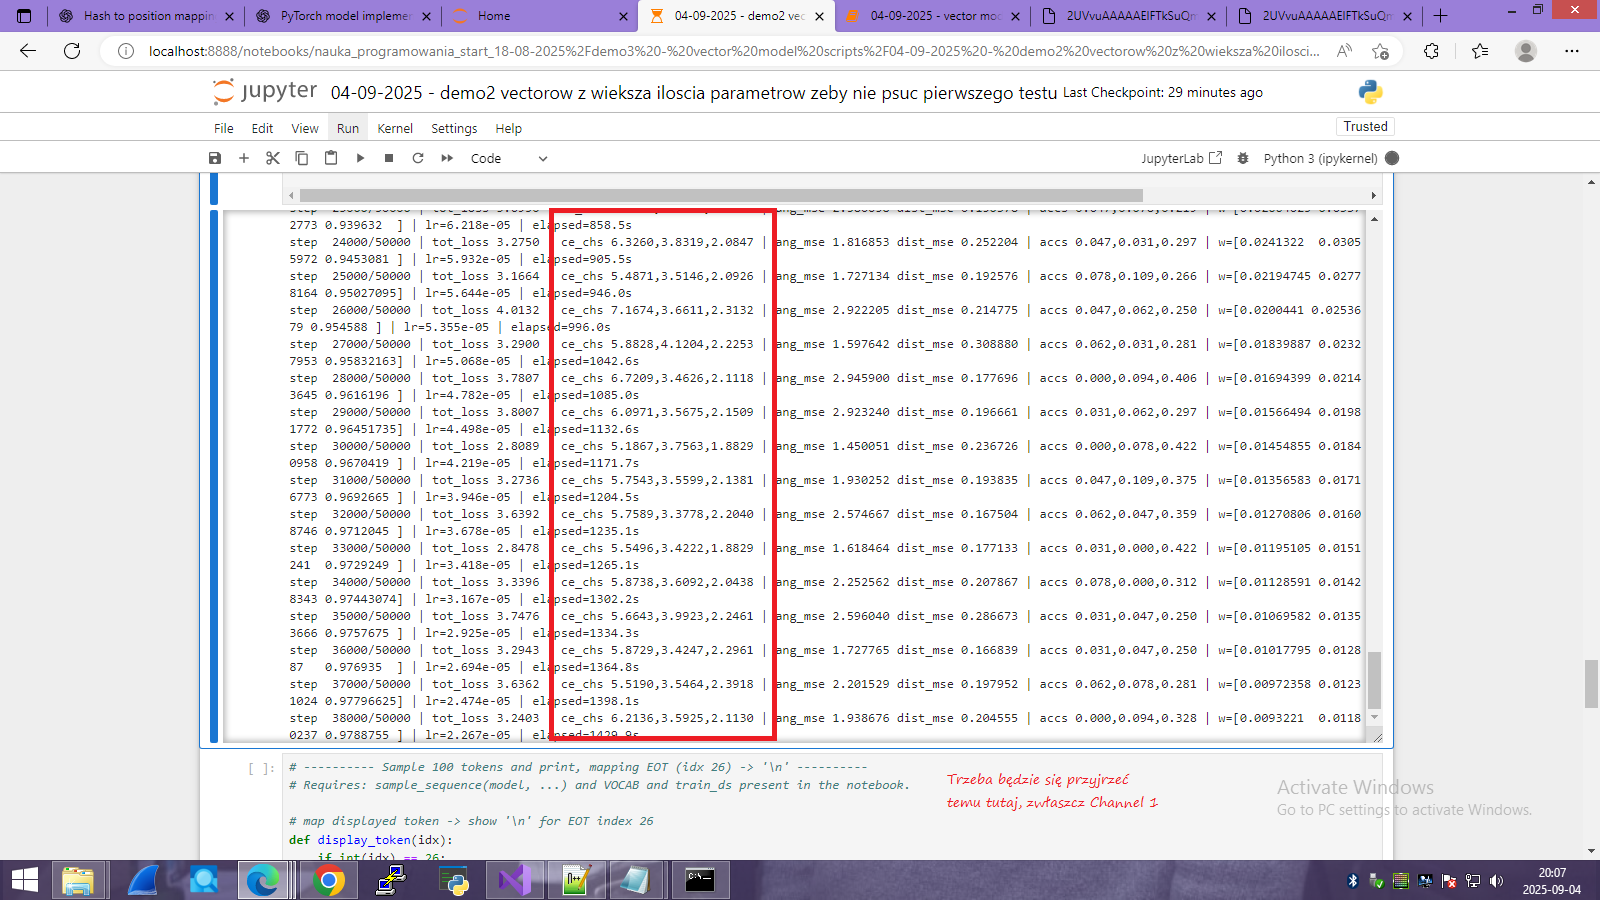 Hash to position mappin
PyTorch model implemen
Home
04-09-2025 - demo2 vec
04-09-2025 - vector mod
2UVvuAAAAAEIFTkSuQm
2UVvuAAAAAEIFTkSuQm
localhost:8888/notebooks/nauka_programowania_start_18-08-2025%2Fdemo3%20-%20vector%20model%20scripts%2F04-09-2025%20-%20demo2%20vectorow%20z%20wieksza%20ilosci...
jupyter 04-09-2025 - demo2 vectorow z wieksza iloscia parametrow zeby nie psuc pierwszego testu Last Checkpoint: 29 minutes ago
File Edit View Run Kernel Settings Help
Trusted
Code
JupyterLab
Python 3 (ipykernel)
2773 0.939632 ] | lr=6.218e-05 | elapsed=858.5s
step 24000/50000 | tot_loss 3.2750 ce_chs 6.3260,3.8319,2.0847 | ang_mse 1.816853 dist_mse 0.252204 | accs 0.047,0.031,0.297 | w=[0.0241322 0.0305
5972 0.9453081 ] | lr=5.932e-05 | elapsed=905.5s
step 25000/50000 | tot_loss 3.1664 ce_chs 5.4871,3.5146,2.0926 | ang_mse 1.727134 dist_mse 0.192576 | accs 0.078,0.109,0.266 | w=[0.02194745 0.0277
8164 0.95027095] | lr=5.644e-05 | elapsed=946.0s
step 26000/50000 | tot_loss 4.0132 ce_chs 7.1674,3.6611,2.3132 | ang_mse 2.922205 dist_mse 0.214775 | accs 0.047,0.062,0.250 | w=[0.0200441 0.02536
79 0.954588 ] | lr=5.355e-05 | elapsed=996.0s
step 27000/50000 | tot_loss 3.2900 ce_chs 5.8828,4.1204,2.2253 | ang_mse 1.597642 dist_mse 0.308880 | accs 0.062,0.031,0.281 | w=[0.01839887 0.0232
7953 0.95832163] | lr=5.068e-05 | elapsed=1042.6s
step 28000/50000 | tot_loss 3.7807 ce_chs 6.7209,3.4626,2.1118 | ang_mse 2.945900 dist_mse 0.177696 | accs 0.000,0.094,0.406 | w=[0.01694399 0.0214
3645 0.9616196 ] | lr=4.782e-05 | elapsed=1085.0s
step 29000/50000 | tot_loss 3.8007 ce_chs 6.0971,3.5675,2.1509 | ang_mse 2.923240 dist_mse 0.196661 | accs 0.031,0.062,0.297 | w=[0.01566494 0.0198
1772 0.96451735] | lr=4.498e-05 | elapsed=1132.6s
step 30000/50000 | tot_loss 2.8089 ce_chs 5.1867,3.7563,1.8829 | ang_mse 1.450051 dist_mse 0.236726 | accs 0.000,0.078,0.422 | w=[0.01454855 0.0184
0958 0.9670419 ] | lr=4.219e-05 | elapsed=1171.7s
step 31000/50000 | tot_loss 3.2736 ce_chs 5.7543,3.5599,2.1381 | ang_mse 1.930252 dist_mse 0.193835 | accs 0.047,0.109,0.375 | w=[0.01356583 0.0171
6773 0.9692665 ] | lr=3.946e-05 | elapsed=1204.5s
step 32000/50000 | tot_loss 3.6392 ce_chs 5.7589,3.3778,2.2040 | ang_mse 2.574667 dist_mse 0.167504 | accs 0.062,0.047,0.359 | w=[0.01270806 0.0160
8746 0.9712045 ] | lr=3.678e-05 | elapsed=1235.1s
step 33000/50000 | tot_loss 2.8478 ce_chs 5.5496,3.4222,1.8829 | ang_mse 1.618464 dist_mse 0.177133 | accs 0.031,0.000,0.422 | w=[0.01195105 0.0151
241 0.9729249 ] | lr=3.418e-05 | elapsed=1265.1s
step 34000/50000 | tot_loss 3.3396 ce_chs 5.8738,3.6092,2.0438 | ang_mse 2.252562 dist_mse 0.207867 | accs 0.078,0.000,0.312 | w=[0.01128591 0.0142
8343 0.97443074] | lr=3.167e-05 | elapsed=1302.2s
step 35000/50000 | tot_loss 3.7476 ce_chs 5.6643,3.9923,2.2461 | ang_mse 2.596040 dist_mse 0.286673 | accs 0.031,0.047,0.250 | w=[0.01069582 0.0135
3666 0.9757675 ] | lr=2.925e-05 | elapsed=1334.3s
step 36000/50000 | tot_loss 3.2943 ce_chs 5.8729,3.4247,2.2961 | ang_mse 1.727765 dist_mse 0.166839 | accs 0.031,0.047,0.250 | w=[0.01017795 0.0128
87 0.976935 ] | lr=2.694e-05 | elapsed=1364.8s
step 37000/50000 | tot_loss 3.6362 ce_chs 5.5190,3.5464,2.3918 | ang_mse 2.201529 dist_mse 0.197952 | accs 0.062,0.078,0.281 | w=[0.00972358 0.0123
1024 0.97796625] | lr=2.474e-05 | elapsed=1398.1s
step 38000/50000 | tot_loss 3.2403 ce_chs 6.2136,3.5925,2.1130 | ang_mse 1.938676 dist_mse 0.204555 | accs 0.000,0.094,0.328 | w=[0.0093221 0.0118
0237 0.9788755 ] | lr=2.267e-05 | elapsed=1429.9s
[ ]:
# ---------- Sample 100 tokens and print, mapping EOT (idx 26) -> '\n' ----------
# Requires: sample_sequence(model, ...) and VOCAB and train_ds present in the notebook.
Trzeba będzie się przyjrzeć
temu tutaj, zwłaszcz Channel 1
# map displayed token -> show '\n' for EOT index 26
def display_token(idx):
if int(idx) == 26:
Activate Windows
Go to PC settings to activate Windows.
20:07
2025-09-04